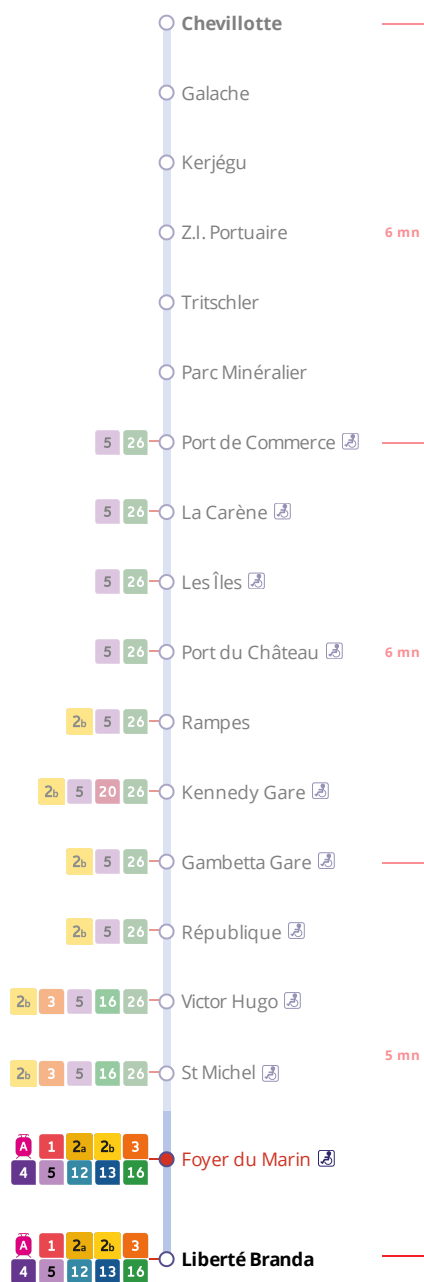 Chevillotte
Galache
Kerjégu
Z.I. Portuaire 6 mn
Tritschler
Parc Minéralier
5 26 Port de Commerce
5 26 La Carène
5 26 Les Îles
5 26 Port du Château 6 mn
2b 5 26 Rampes
2b 5 20 26 Kennedy Gare
2b 5 26 Gambetta Gare
2b 5 26 République
2b 3 5 16 26 Victor Hugo
5 mn
2b 3 5 16 26 St Michel
A 1 2a 2b 3
Foyer du Marin
4 5 12 13 16
A 1 2a 2b 3
Liberté Branda
4 5 12 13 16